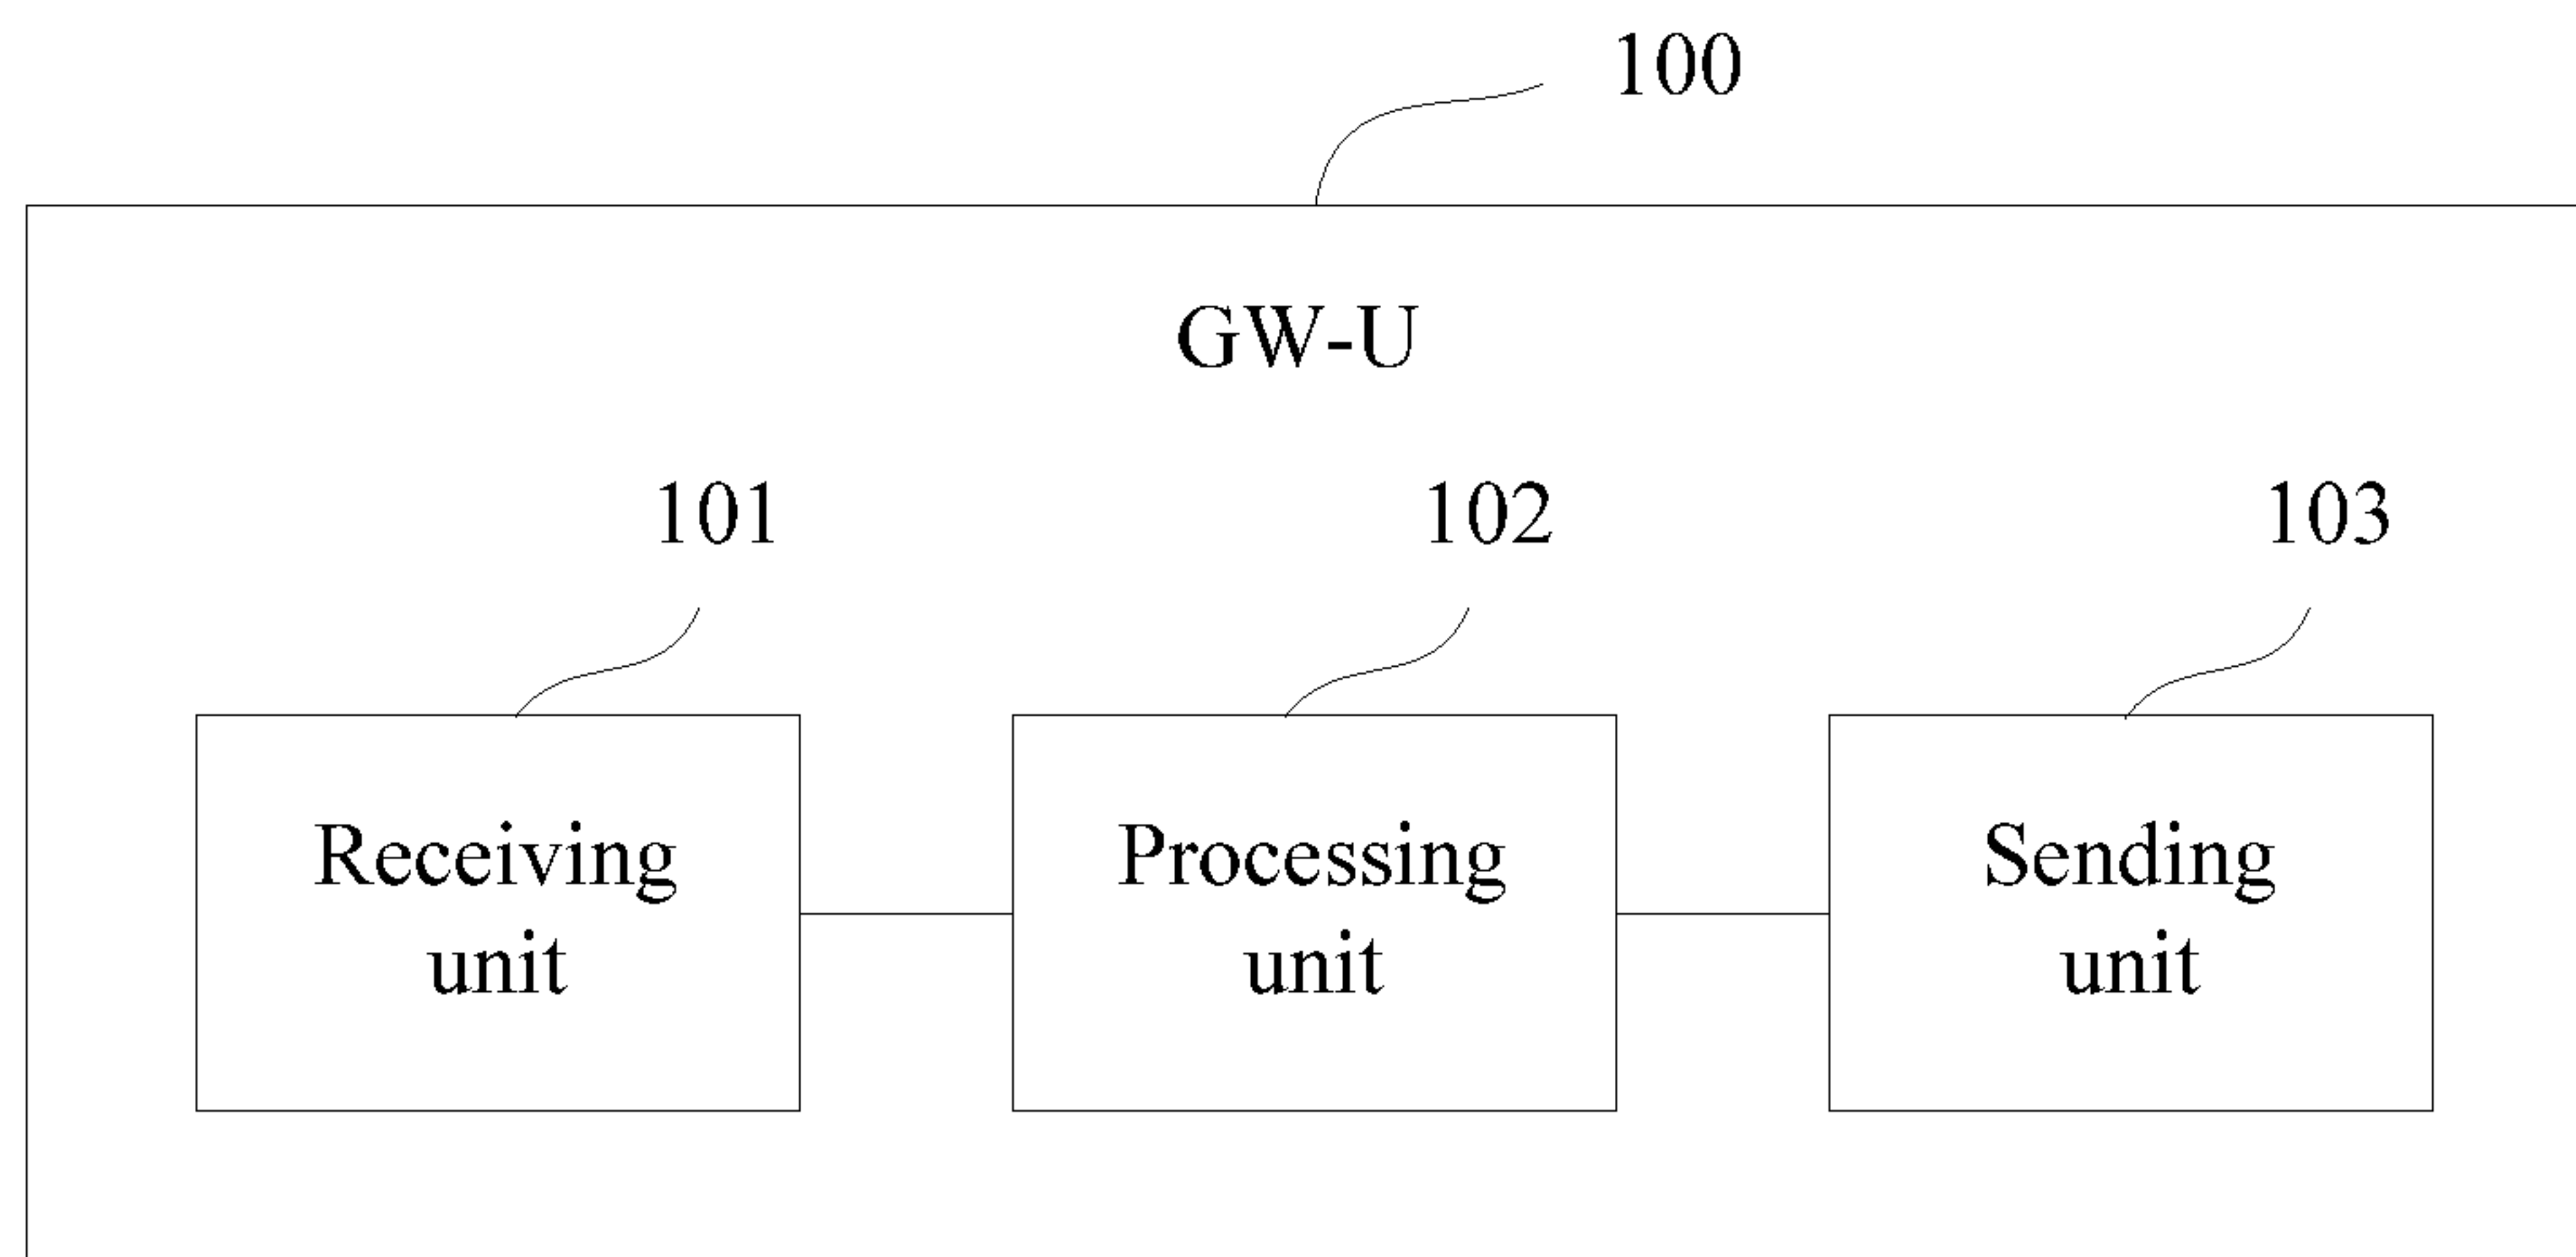 100
GW-U
101
102
103
Receiving
unit
Processing
unit
Sending
unit